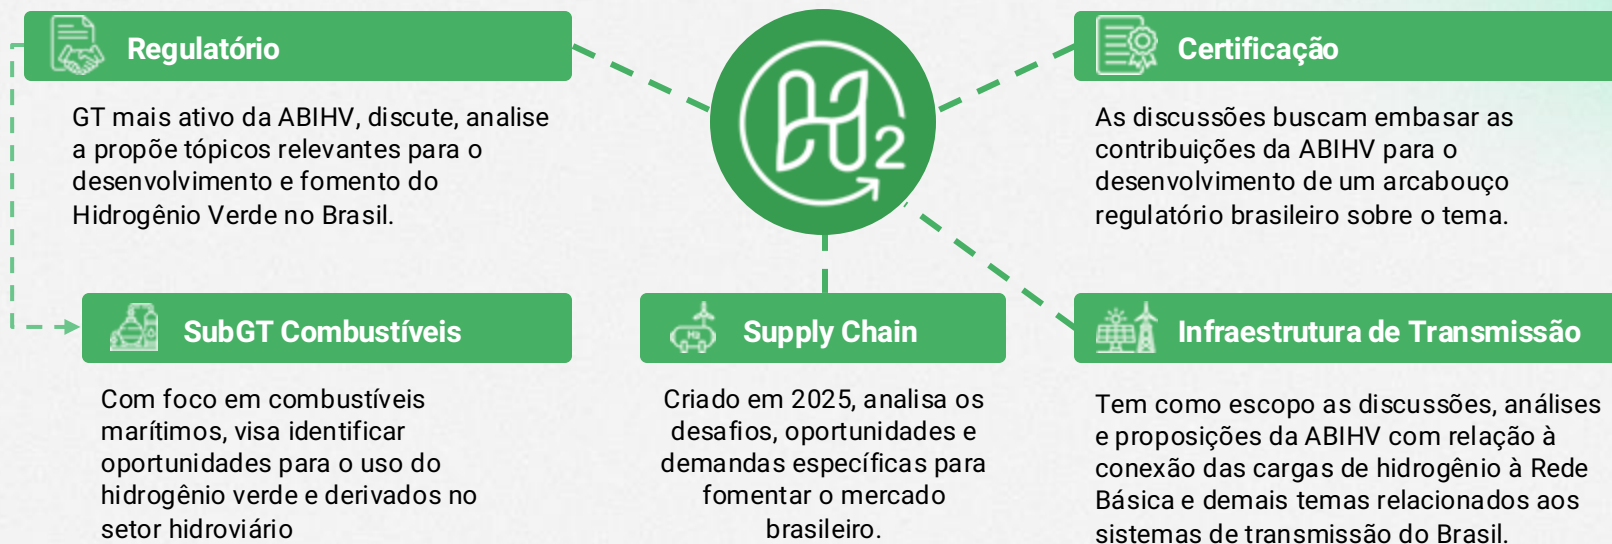 Regulatório
GT mais ativo da ABIHV, discute, analise
a propõe tópicos relevantes para o
desenvolvimento e fomento do
Hidrogênio Verde no Brasil.
H2
Certificação
As discussões buscam embasar as
contribuições da ABIHV para o
desenvolvimento de um arcabouço
regulatório brasileiro sobre o tema.
SubGT Combustíveis
Com foco em combustíveis
marítimos, visa identificar
oportunidades para o uso do
hidrogênio verde e derivados no
setor hidroviário
H2
Supply Chain
Criado em 2025, analisa os
desafios, oportunidades e
demandas específicas para
fomentar o mercado
brasileiro.
Infraestrutura de Transmissão
Tem como escopo as discussões, análises
e proposições da ABIHV com relação à
conexão das cargas de hidrogênio à Rede
Básica e demais temas relacionados aos
sistemas de transmissão do Brasil.